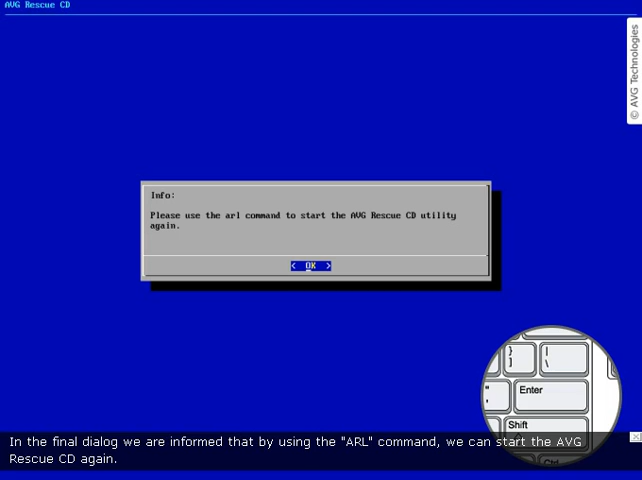 AVG Rescue CD
© AVG Technologies
Info:
Please use the arl command to start the AVG Rescue CD utility
again.
< OK >
} |
] \
" Enter
,
Shift
In the final dialog we are informed that by using the "ARL" command, we can start the AVG
Rescue CD again.